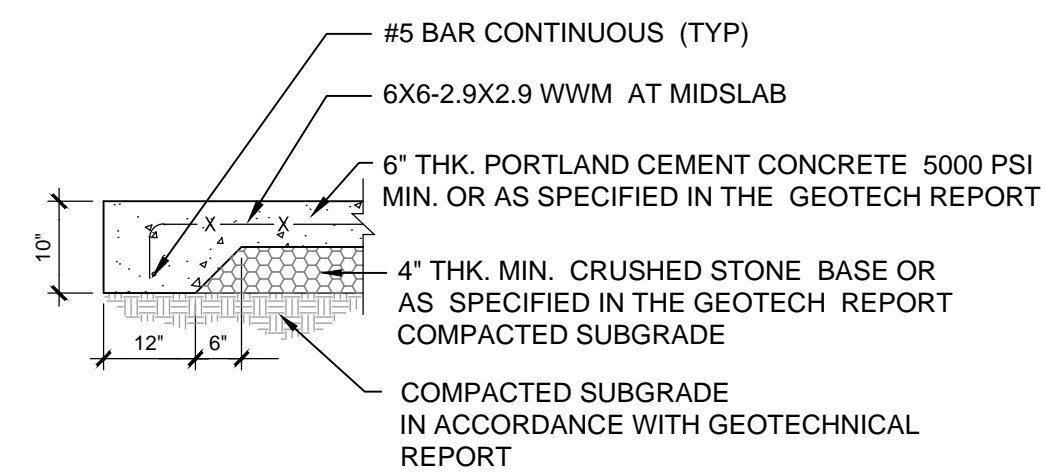 #5 BAR CONTINUOUS (TYP)
6X6-2.9X2.9 WWM AT MIDSLAB
6" THK. PORTLAND CEMENT CONCRETE 5000 PSI
MIN. OR AS SPECIFIED IN THE GEOTECH REPORT
10"
4" THK. MIN. CRUSHED STONE BASE OR
AS SPECIFIED IN THE GEOTECH REPORT
COMPACTED SUBGRADE
12"
6"
COMPACTED SUBGRADE
IN ACCORDANCE WITH GEOTECHNICAL
REPORT